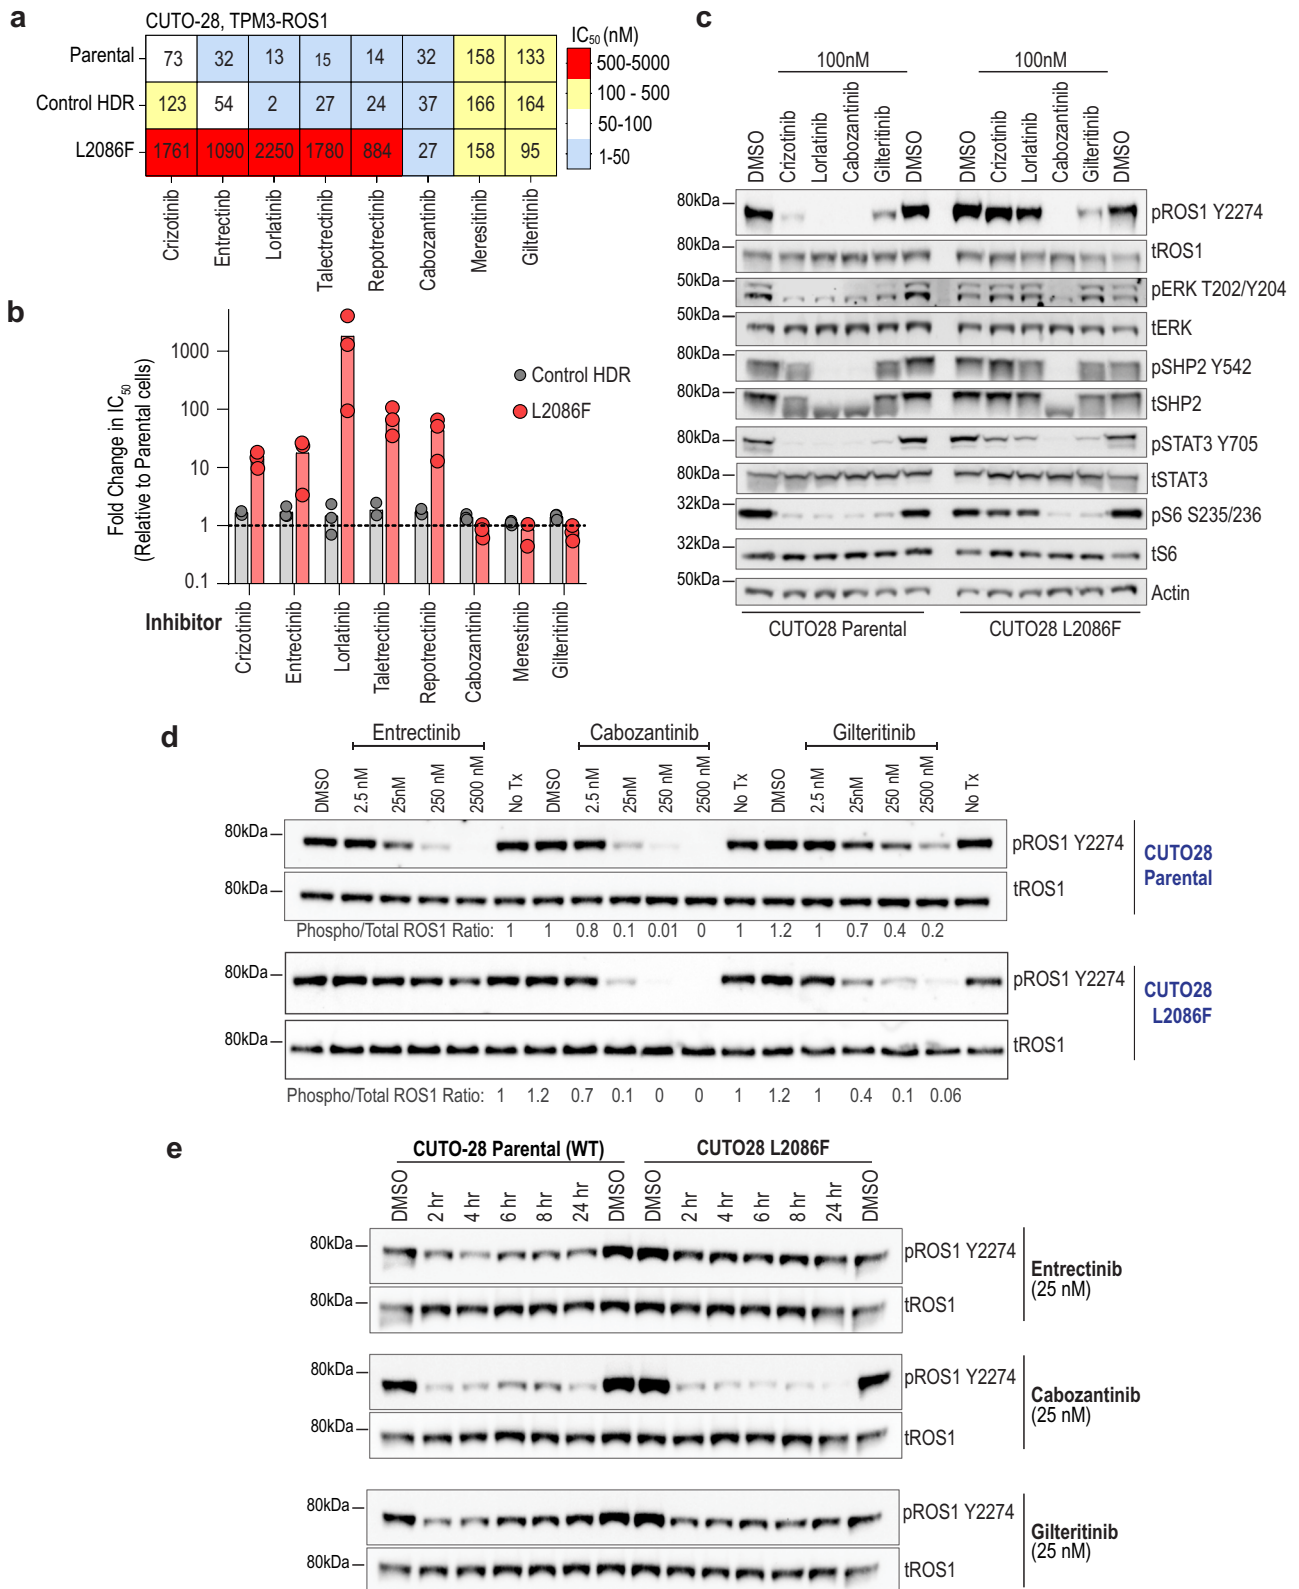 a
CUTO-28, TPM3-ROS1
Parental 73 32 13 15 14 32 158 133
Control HDR 123 54 2 27 24 37 166 164
L2086F 1761 1090 2250 1780 884 27 158 95
Crizotinib Entrectinib Lorlatinib Talectrectinib Repotrectinib Cabozantinib Meresitinib Gilteritinib
IC50 (nM)
500-5000
100 - 500
50-100
1-50
b
Fold Change in IC50
(Relative to Parental cells)
1000
100
10
1
0.1
Control HDR
L2086F
Inhibitor
Crizotinib Entrectinib Lorlatinib Taletrectinib Repotrectinib Cabozantinib Merestinib Gilteritinib
c
100nM 100nM
DMSO Crizotinib Lorlatinib Cabozantinib Gilteritinib DMSO DMSO Crizotinib Lorlatinib Cabozantinib Gilteritinib DMSO
80kDa pROS1 Y2274
80kDa tROS1
50kDa pERK T202/Y204
50kDa tERK
80kDa pSHP2 Y542
80kDa tSHP2
80kDa pSTAT3 Y705
80kDa tSTAT3
32kDa pS6 S235/236
32kDa tS6
50kDa Actin
CUTO28 Parental CUTO28 L2086F
d
Entrectinib Cabozantinib Gilteritinib
DMSO 2.5 nM 25nM 250 nM 2500 nM No Tx DMSO 2.5 nM 25nM 250 nM 2500 nM No Tx DMSO 2.5 nM 25nM 250 nM 2500 nM No Tx
80kDa pROS1 Y2274
80kDa tROS1
CUTO28
Parental
Phospho/Total ROS1 Ratio: 1 1 0.8 0.1 0.01 0 1 1.2 1 0.7 0.4 0.2
80kDa pROS1 Y2274
80kDa tROS1
CUTO28
L2086F
Phospho/Total ROS1 Ratio: 1 1.2 0.7 0.1 0 0 1 1.2 1 0.4 0.1 0.06
e
CUTO-28 Parental (WT) CUTO28 L2086F
DMSO 2 hr 4 hr 6 hr 8 hr 24 hr DMSO DMSO 2 hr 4 hr 6 hr 8 hr 24 hr DMSO
80kDa pROS1 Y2274
80kDa tROS1
Entrectinib
(25 nM)
80kDa pROS1 Y2274
80kDa tROS1
Cabozantinib
(25 nM)
80kDa pROS1 Y2274
80kDa tROS1
Gilteritinib
(25 nM)